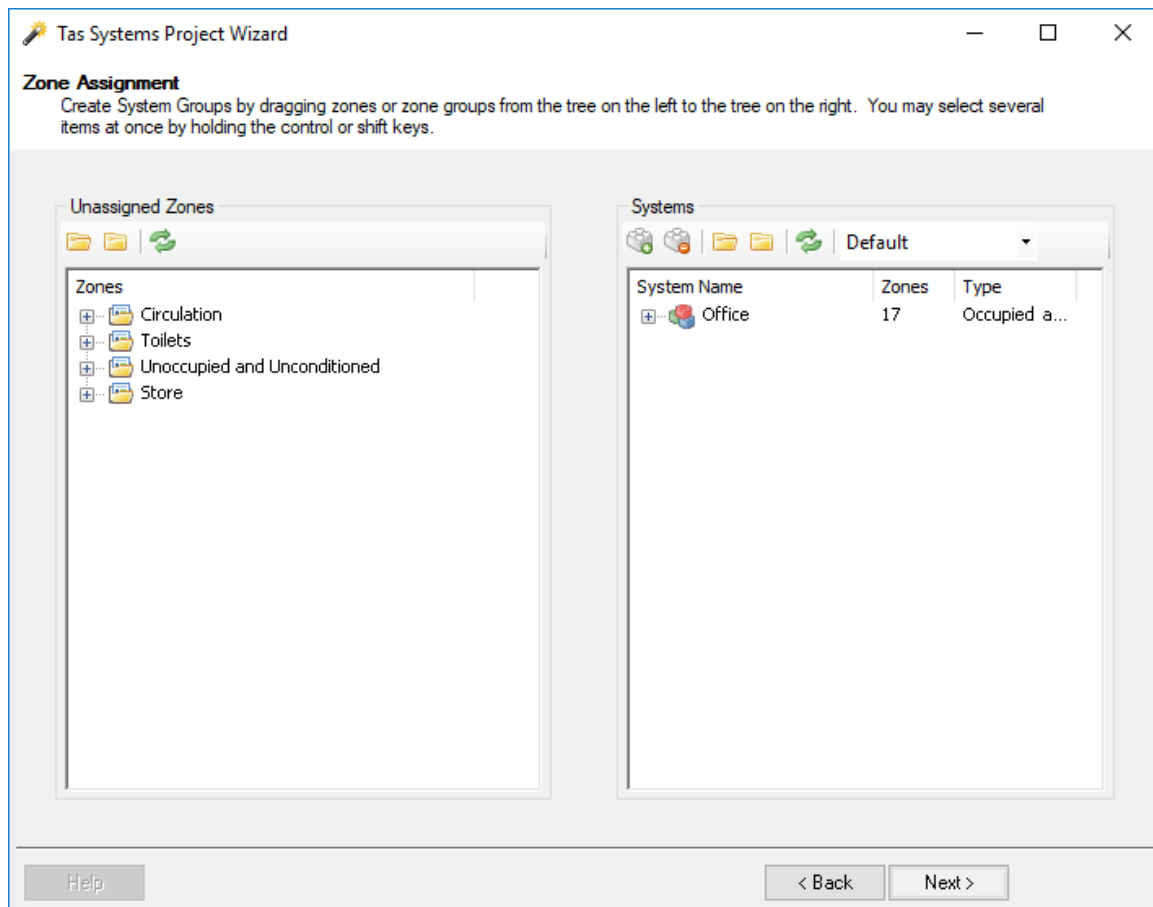 Tas Systems Project Wizard
Zone Assignment
Create System Groups by dragging zones or zone groups from the tree on the left to the tree on the right. You may select several
items at once by holding the control or shift keys.
Unassigned Zones
Zones
Circulation
Toilets
Unoccupied and Unconditioned
Store
Systems
Default
System Name Zones Type
Office 17 Occupied a...
Help
< Back
Next >